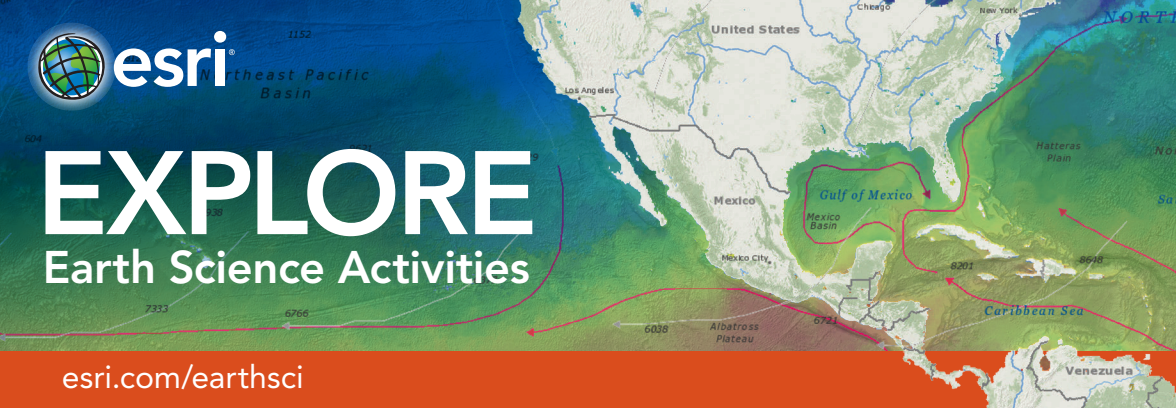 esri
Northeast Pacific
Basin
1152
604
EXPLORE
Earth Science Activities
938
7333
6766
6038
Albatross
Plateau
6721
United States
Chicago
New York
Los Angeles
Mexico
Mexico City
Gulf of Mexico
Mexico
Basin
Hatteras
Plain
8201
8648
Caribbean Sea
Venezuela
esri.com/earthsci